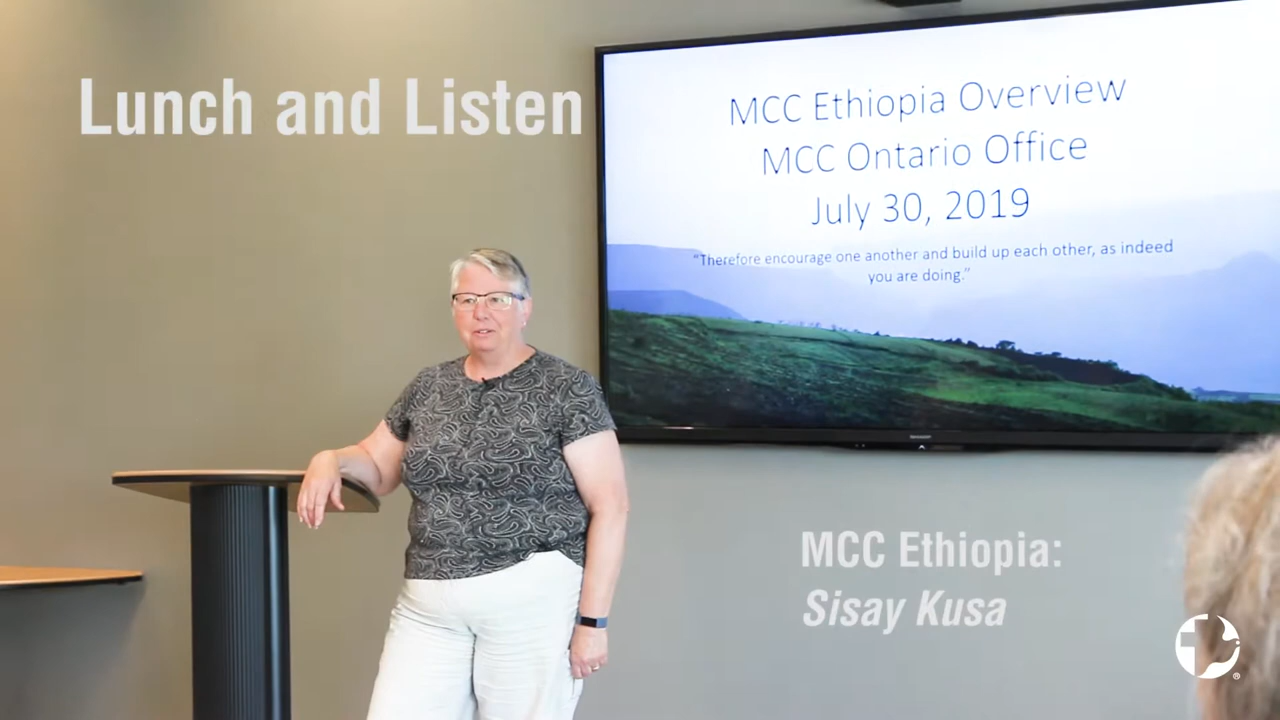 Lunch and Listen
MCC Ethiopia Overview
MCC Ontario Office
July 30, 2019
“Therefore encourage one another and build up each other, as indeed
you are doing.”
SHARP
MCC Ethiopia:
Sisay Kusa
®